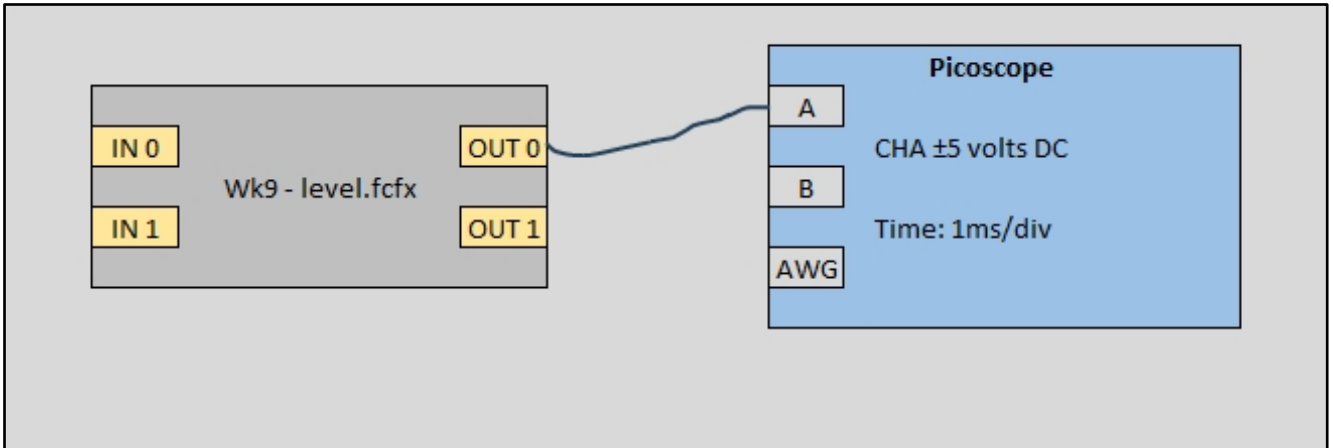 Picoscope
A
IN 0
OUT 0
CHA ±5 volts DC
Wk9 - level.fcfx
B
IN 1
OUT 1
Time: 1ms/div
AWG